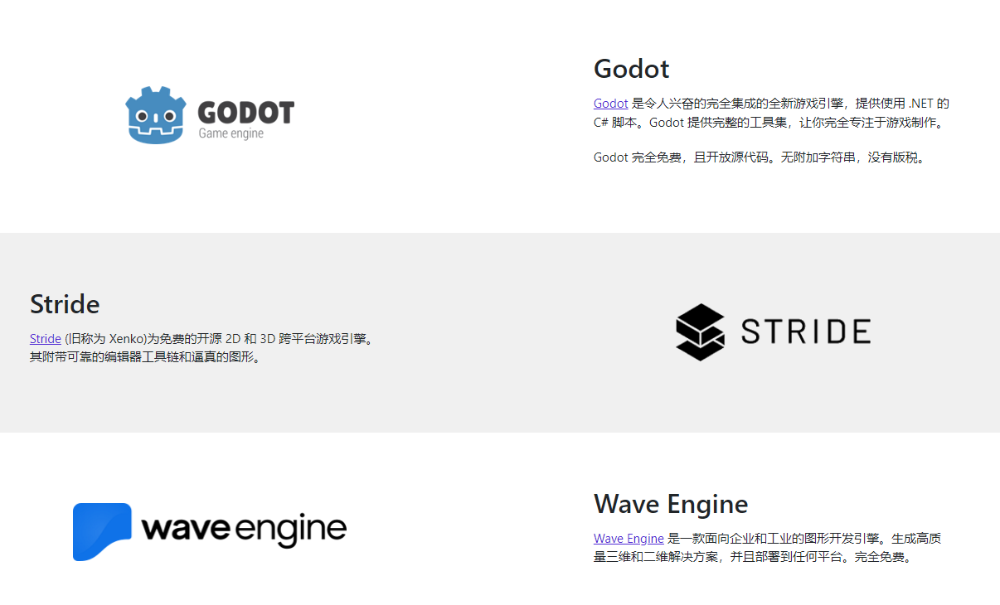 GODOT
Game engine
Godot
Godot 是令人兴奋的完全集成的全新游戏引擎，提供使用 .NET 的
C# 脚本。Godot 提供完整的工具集，让你完全专注于游戏制作。
Godot 完全免费，且开放源代码。无附加字符串，没有版税。
Stride
Stride (旧称为 Xenko)为免费的开源 2D 和 3D 跨平台游戏引擎。
其附带可靠的编辑器工具链和逼真的图形。
STRIDE
wave engine
Wave Engine
Wave Engine 是一款面向企业和工业的图形开发引擎。生成高质
量三维和二维解决方案，并且部署到任何平台。完全免费。